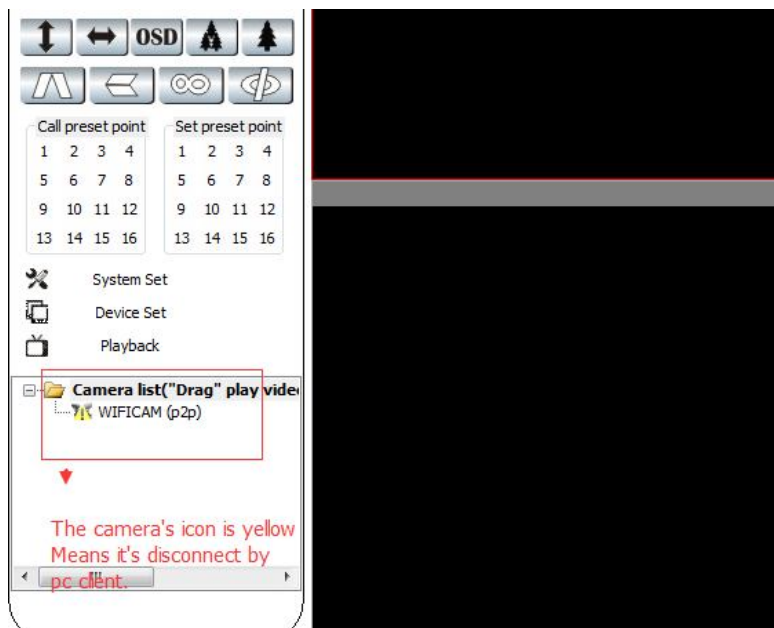 OSD
Call preset point Set preset point
1 2 3 4 1 2 3 4
5 6 7 8 5 6 7 8
9 10 11 12 9 10 11 12
13 14 15 16 13 14 15 16
System Set
Device Set
Playback
Camera list("Drag" play vide
WIFICAM (p2p)
The camera's icon is yellow
Means it's disconnect by
pc client.